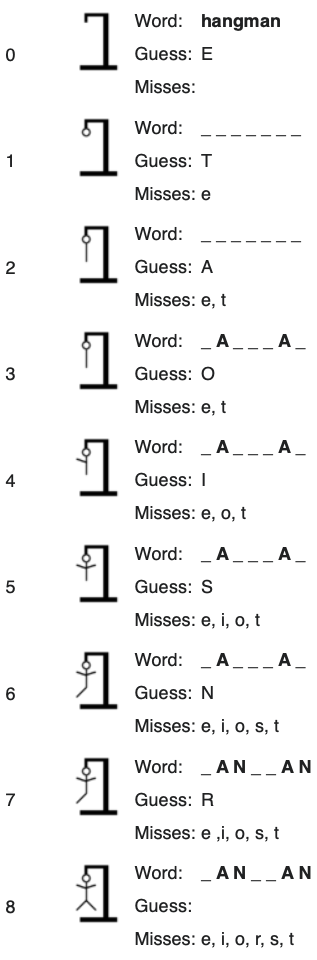 Word: hangman
0 Guess: E
Misses:
Word: _ _ _ _ _ _ _
1 Guess: T
Misses: e
Word: _ _ _ _ _ _ _
2 Guess: A
Misses: e, t
Word: _ A _ _ _ A _
3 Guess: O
Misses: e, t
Word: _ A _ _ _ A _
4 Guess: I
Misses: e, o, t
Word: _ A _ _ _ A _
5 Guess: S
Misses: e, i, o, t
Word: _ A _ _ _ A _
6 Guess: N
Misses: e, i, o, s, t
Word: _ A N _ _ A N
7 Guess: R
Misses: e ,i, o, s, t
Word: _ A N _ _ A N
8 Guess:
Misses: e, i, o, r, s, t